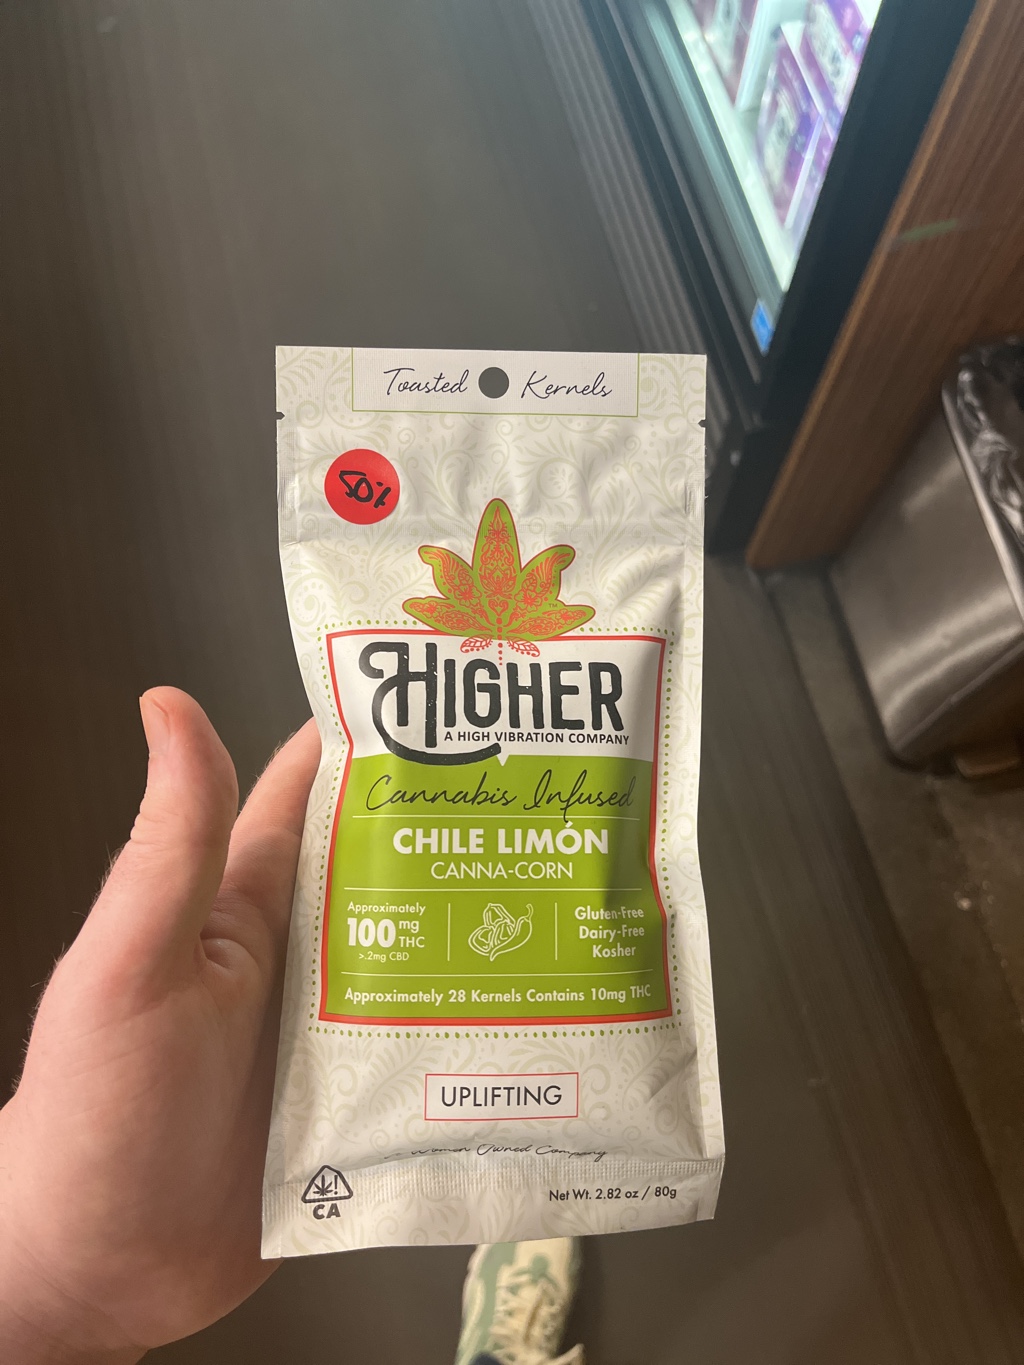 Toasted Kernels
50%
HIGHER
A HIGH VIBRATION COMPANY
Cannabis Infused
CHILE LIMÓN
CANNA-CORN
Approximately
100mg
THC
>.2mg CBD
Gluten-Free
Dairy-Free
Kosher
Approximately 28 Kernels Contains 10mg THC
UPLIFTING
Women Owned Company
CA
Net Wt. 2.82 oz / 80g